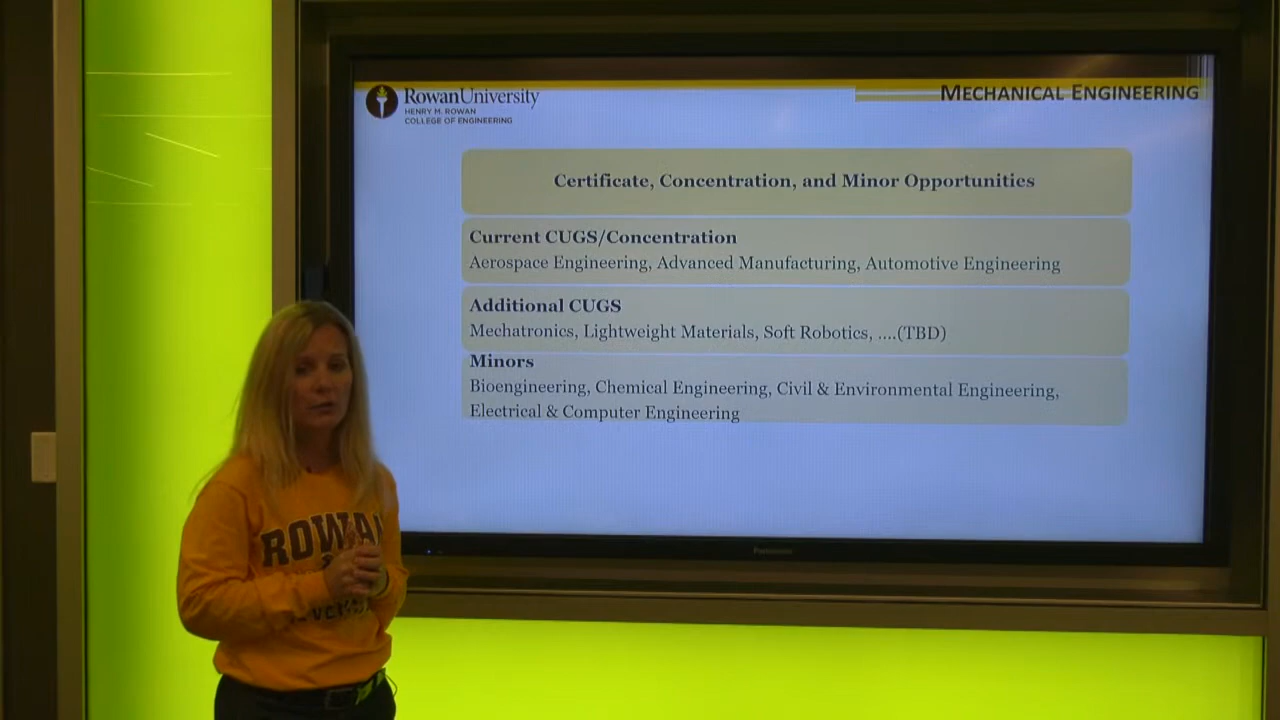 RowanUniversity
HENRY M. ROWAN
COLLEGE OF ENGINEERING
MECHANICAL ENGINEERING
Certificate, Concentration, and Minor Opportunities
Current CUGS/Concentration
Aerospace Engineering, Advanced Manufacturing, Automotive Engineering
Additional CUGS
Mechatronics, Lightweight Materials, Soft Robotics, ....(TBD)
Minors
Bioengineering, Chemical Engineering, Civil & Environmental Engineering,
Electrical & Computer Engineering
Panasonic
ROWAN